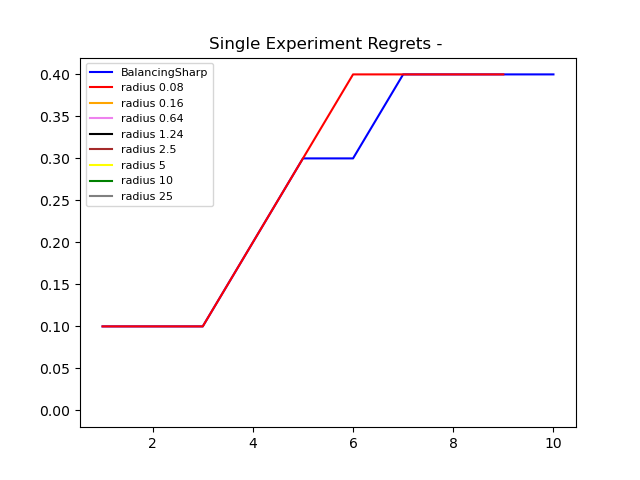 Single Experiment Regrets -
0.40
0.35
0.30
0.25
0.20
0.15
0.10
0.05
0.00
BalancingSharp
radius 0.08
radius 0.16
radius 0.64
radius 1.24
radius 2.5
radius 5
radius 10
radius 25
2 4 6 8 10